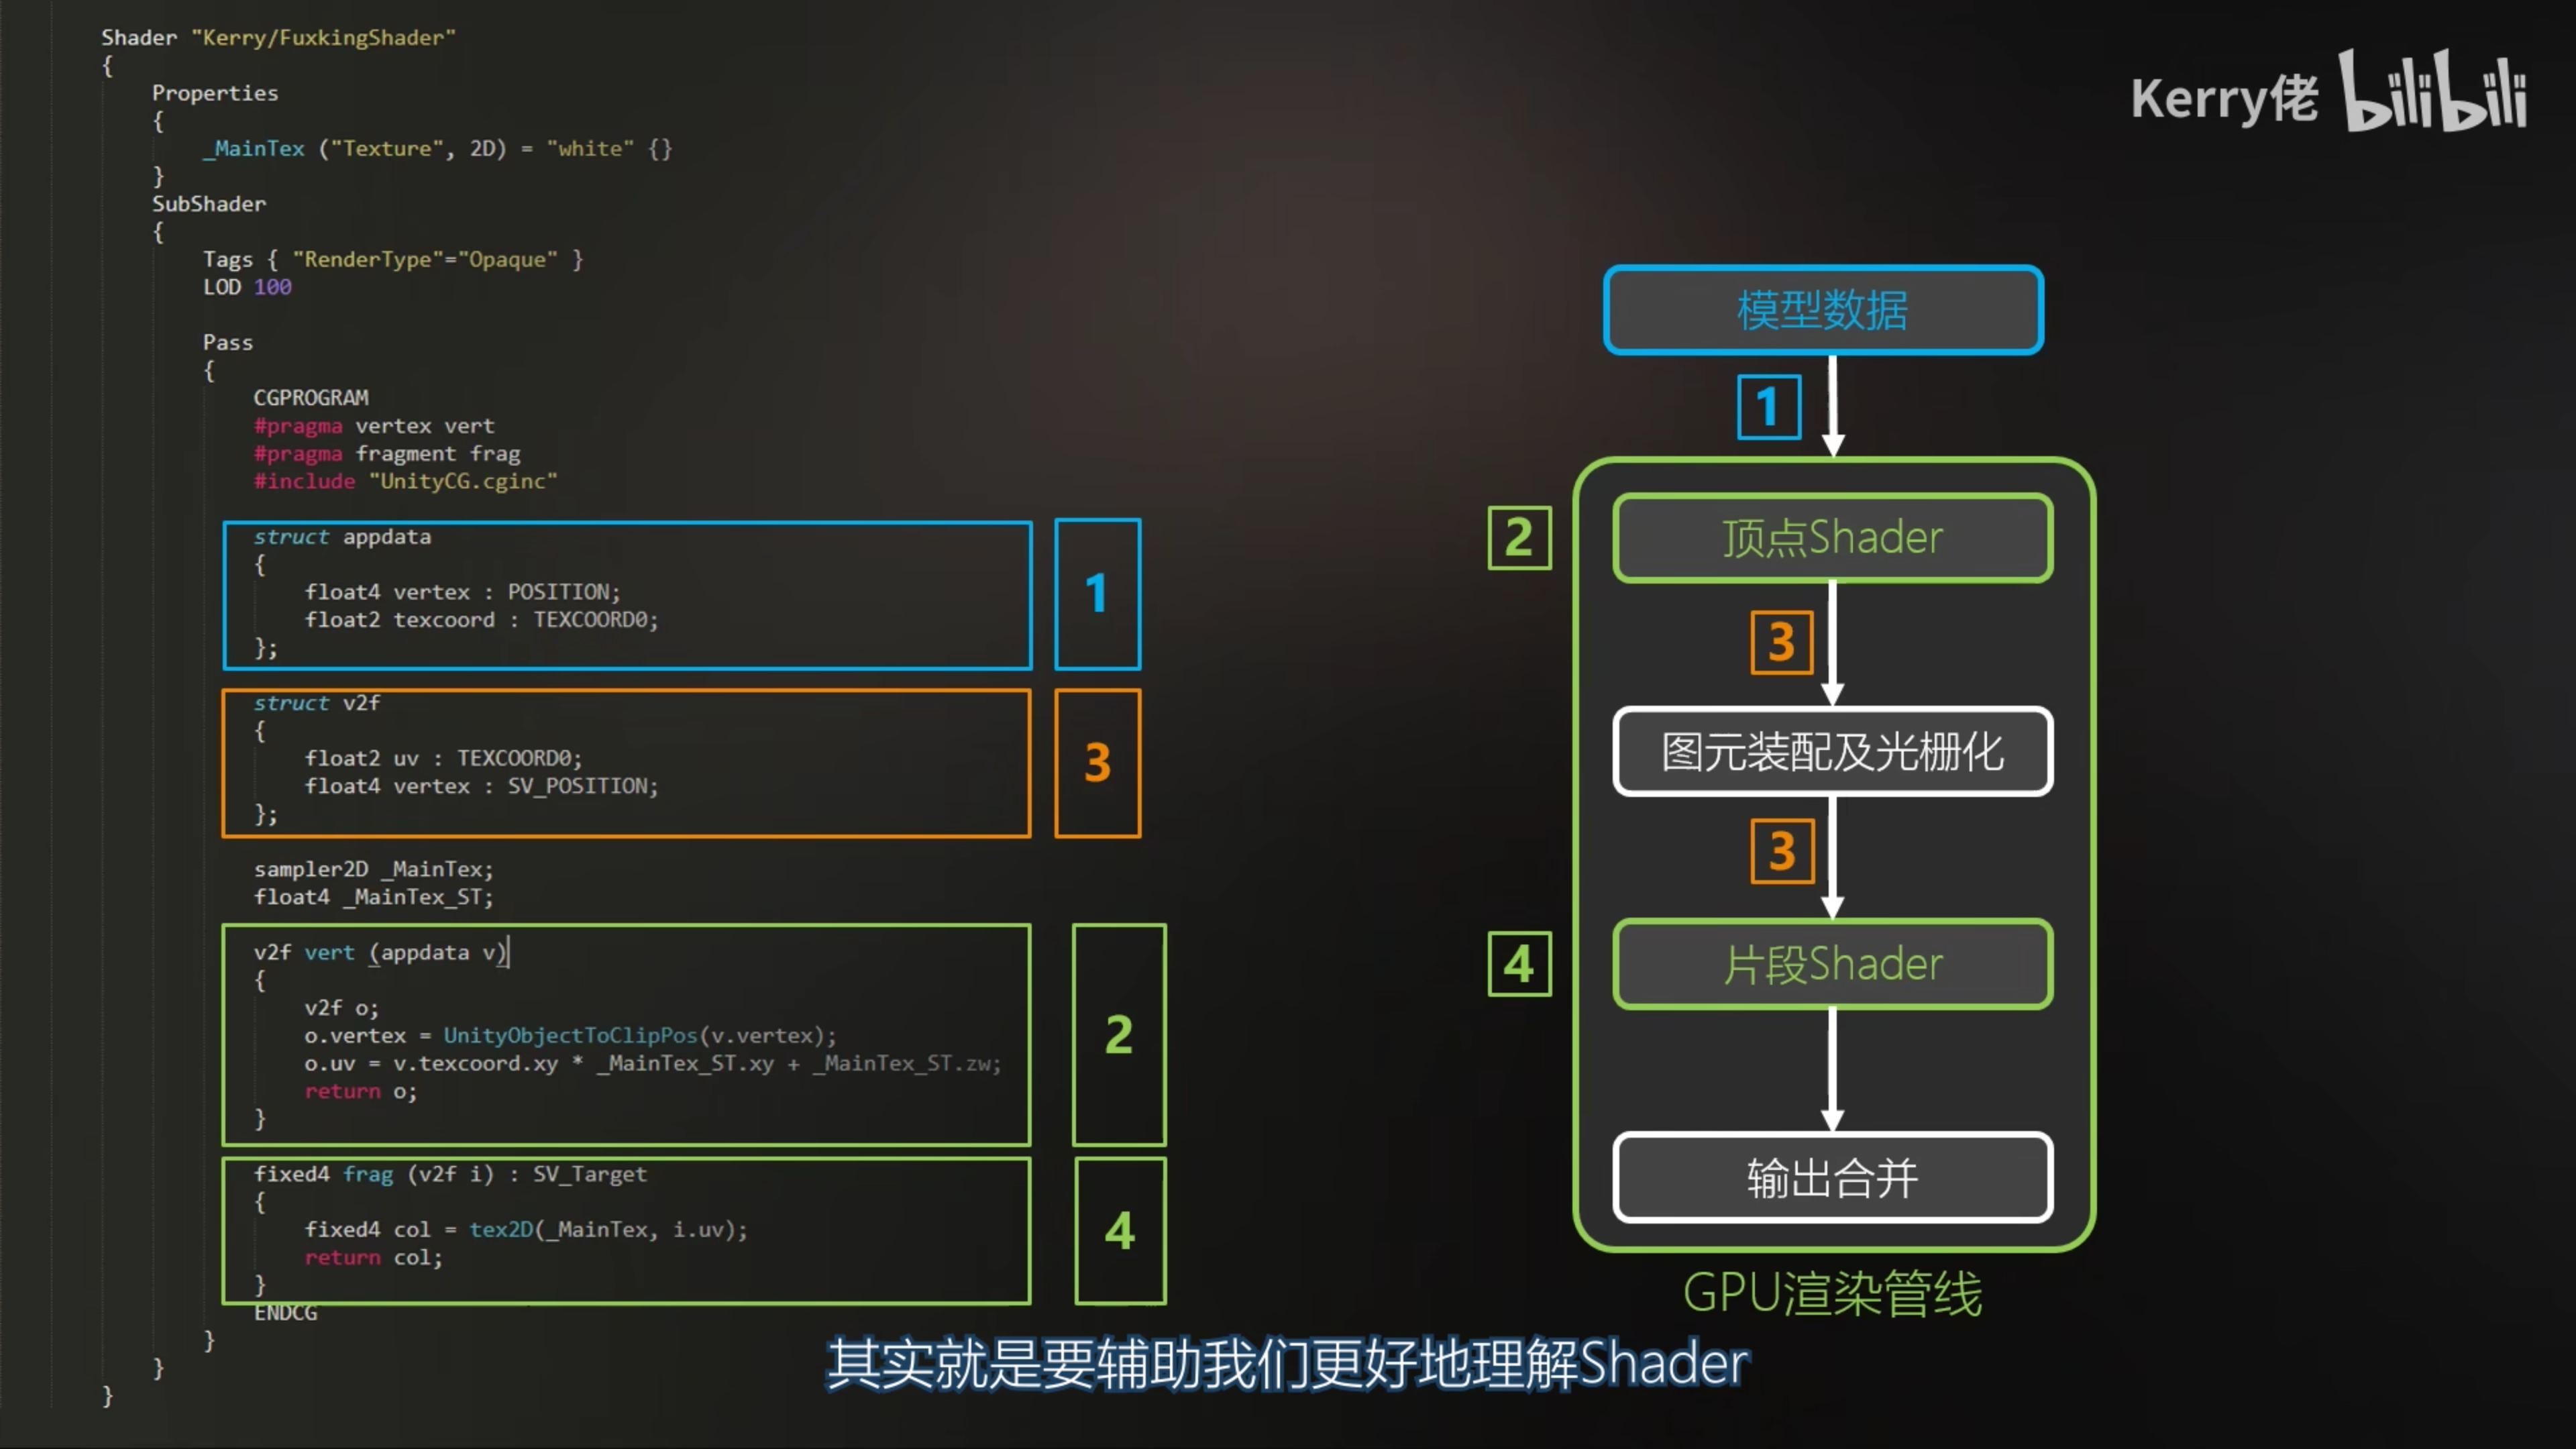 Shader "Kerry/FuxkingShader"
{
Properties
{
_MainTex ("Texture", 2D) = "white" {}
}
SubShader
{
Tags { "RenderType"="Opaque" }
LOD 100
Pass
{
CGPROGRAM
#pragma vertex vert
#pragma fragment frag
#include "UnityCG.cginc"
struct appdata
{
float4 vertex : POSITION;
float2 texcoord : TEXCOORD0;
};
1
struct v2f
{
float2 uv : TEXCOORD0;
float4 vertex : SV_POSITION;
};
3
sampler2D _MainTex;
float4 _MainTex_ST;
v2f vert (appdata v)
{
v2f o;
o.vertex = UnityObjectToClipPos(v.vertex);
o.uv = v.texcoord.xy * _MainTex_ST.xy + _MainTex_ST.zw;
return o;
}
2
fixed4 frag (v2f i) : SV_Target
{
fixed4 col = tex2D(_MainTex, i.uv);
return col;
}
4
ENDCG
}
}
}
Kerry佬 bilibili
模型数据
1
2
顶点Shader
3
图元装配及光栅化
3
4
片段Shader
输出合并
GPU渲染管线
其实就是要辅助我们更好地理解Shader